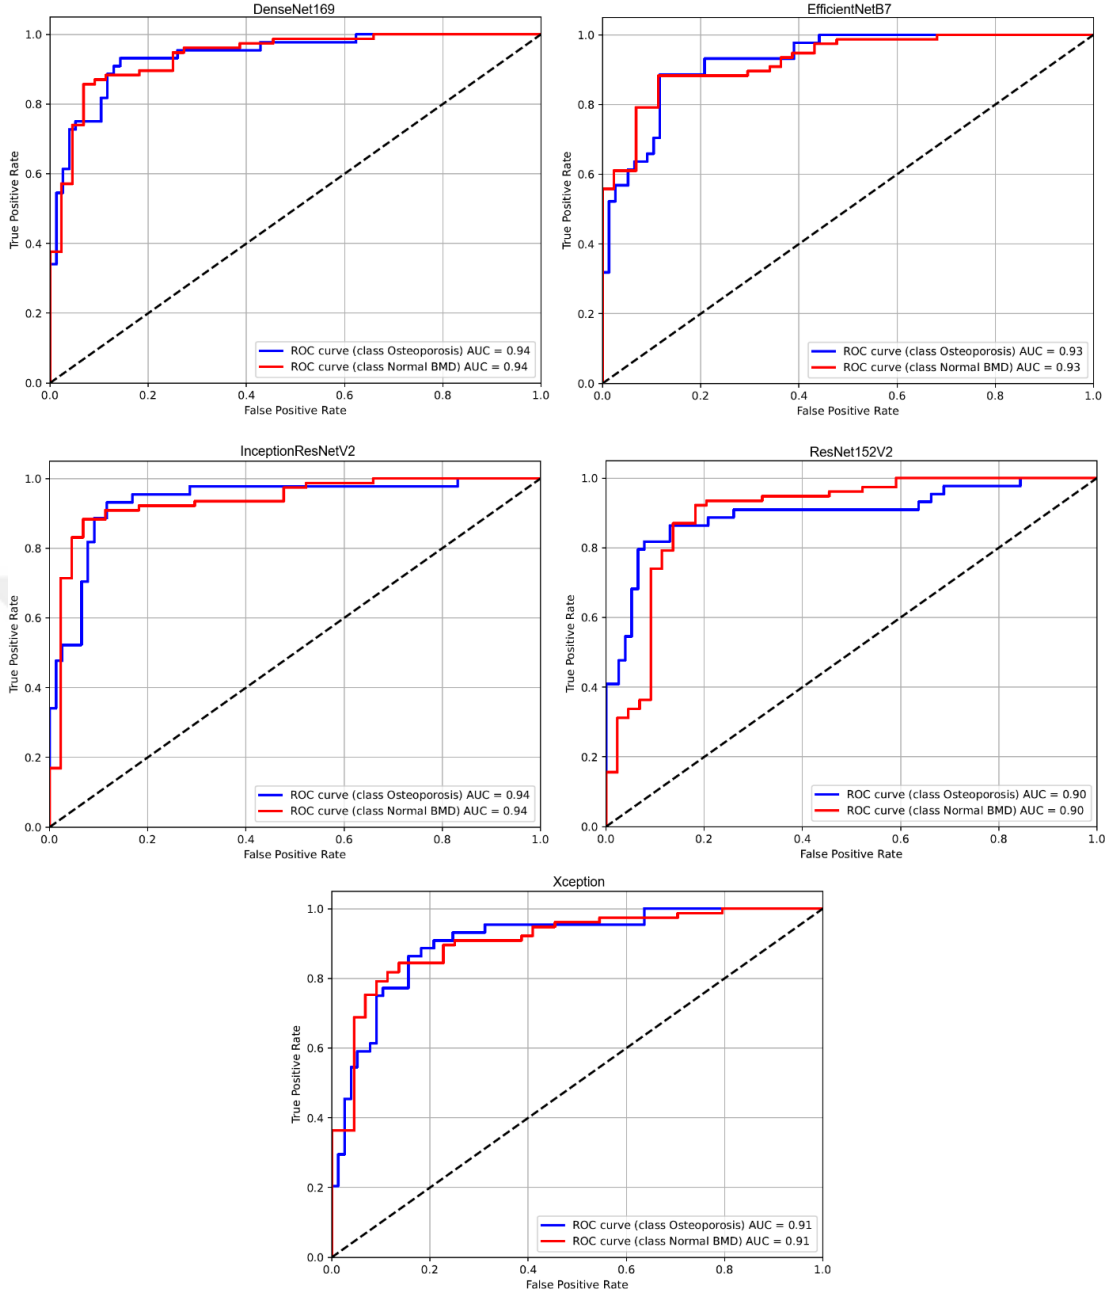 DenseNet169
1.0
0.8
0.6
0.4
0.2
0.0
True Positive Rate
0.0 0.2 0.4 0.6 0.8 1.0
False Positive Rate
ROC curve (class Osteoporosis) AUC = 0.94
ROC curve (class Normal BMD) AUC = 0.94
EfficientNetB7
1.0
0.8
0.6
0.4
0.2
0.0
True Positive Rate
0.0 0.2 0.4 0.6 0.8 1.0
False Positive Rate
ROC curve (class Osteoporosis) AUC = 0.93
ROC curve (class Normal BMD) AUC = 0.93
InceptionResNetV2
1.0
0.8
0.6
0.4
0.2
0.0
True Positive Rate
0.0 0.2 0.4 0.6 0.8 1.0
False Positive Rate
ROC curve (class Osteoporosis) AUC = 0.94
ROC curve (class Normal BMD) AUC = 0.94
ResNet152V2
1.0
0.8
0.6
0.4
0.2
0.0
True Positive Rate
0.0 0.2 0.4 0.6 0.8 1.0
False Positive Rate
ROC curve (class Osteoporosis) AUC = 0.90
ROC curve (class Normal BMD) AUC = 0.90
Xception
1.0
0.8
0.6
0.4
0.2
0.0
True Positive Rate
0.0 0.2 0.4 0.6 0.8 1.0
False Positive Rate
ROC curve (class Osteoporosis) AUC = 0.91
ROC curve (class Normal BMD) AUC = 0.91